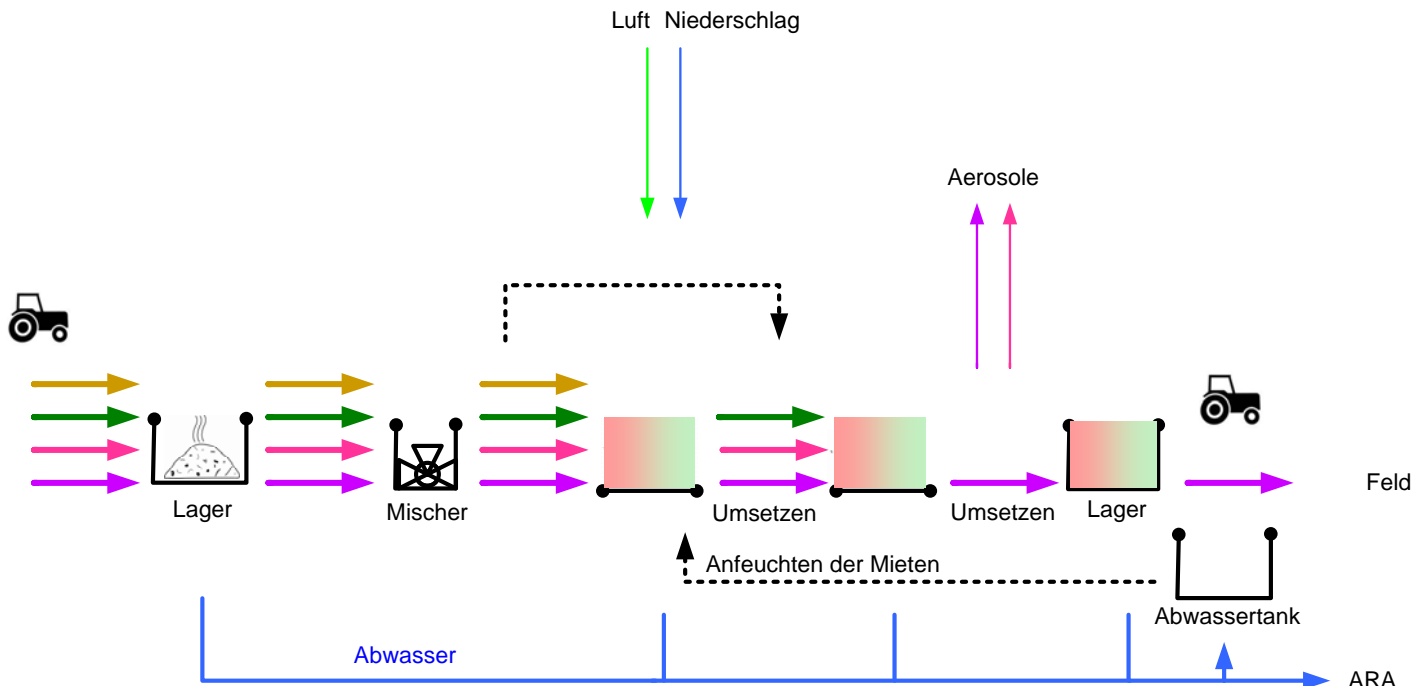 Luft Niederschlag
Aerosole
Lager
Mischer
Umsetzen
Umsetzen
Lager
Feld
Anfeuchten der Mieten
Abwassertank
Abwasser
ARA